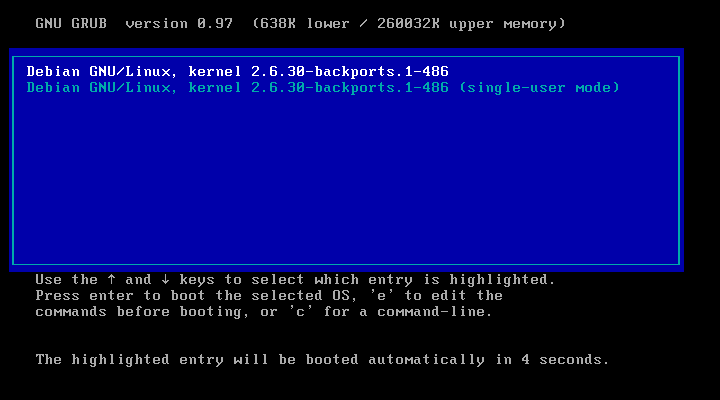 GNU GRUB  version 0.97  (638K lower / 260032K upper memory)
Debian GNU/Linux, kernel 2.6.30-backports.1-486
Debian GNU/Linux, kernel 2.6.30-backports.1-486 (single-user mode)
Use the ↑ and ↓ keys to select which entry is highlighted.
Press enter to boot the selected OS, 'e' to edit the
commands before booting, or 'c' for a command-line.
The highlighted entry will be booted automatically in 4 seconds.